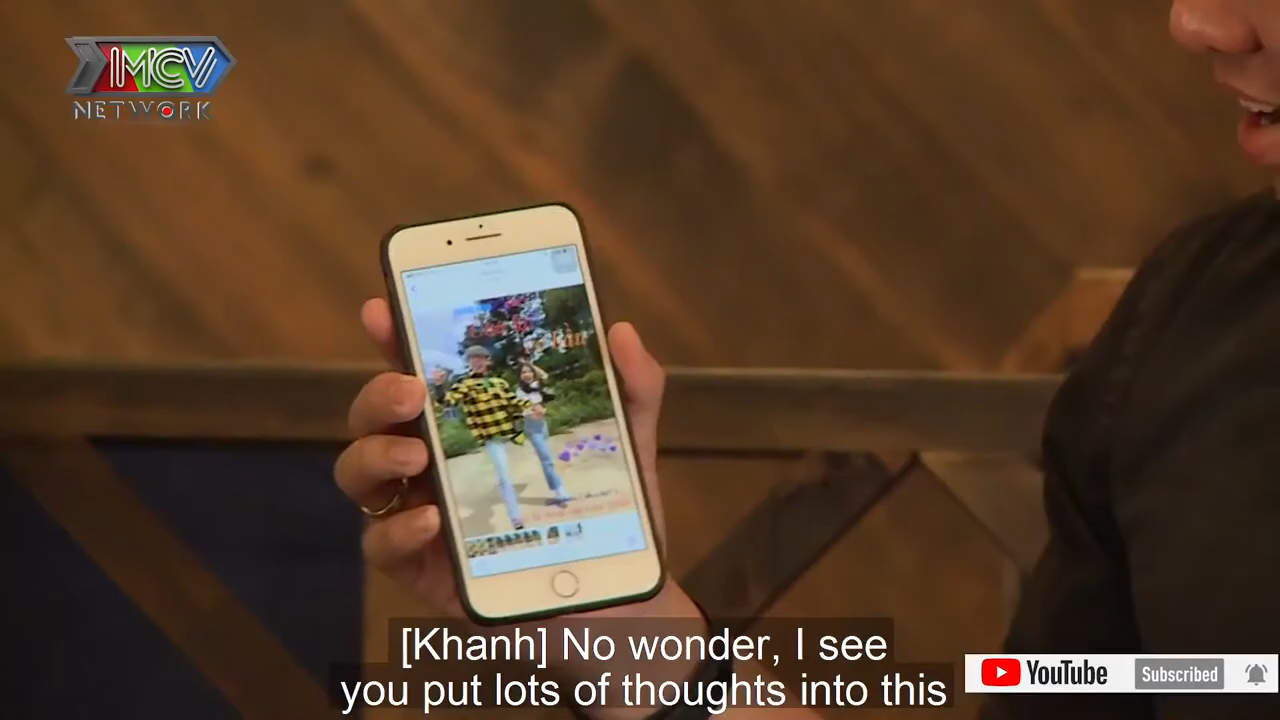 MCV
NETWORK
[Khanh] No wonder, I see
you put lots of thoughts into this
YouTube
Subscribed